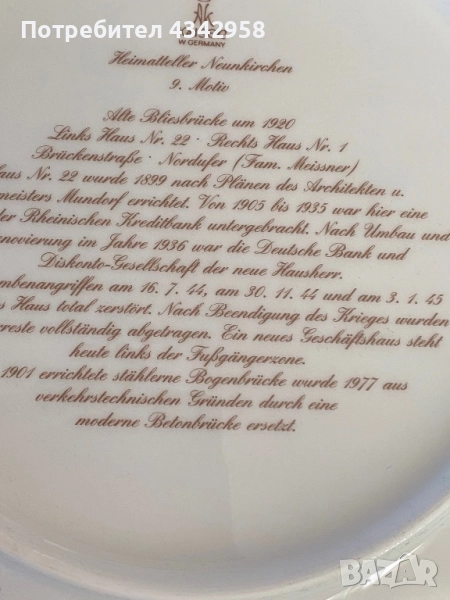 Потребител 4342958
W. GERMANY
Heimatteller Neunkirchen
9. Motiv
Alte Bliesbrücke um 1920
Links Haus Nr. 22 · Rechts Haus Nr. 1
Brückenstraße · Nordufer (Fam. Meissner)
aus Nr. 22 wurde 1899 nach Plänen des Architekten u.
meisters Mundorf errichtet. Von 1905 bis 1935 war hier eine
der Rheinischen Kreditbank untergebracht. Nach Umbau und
novierung im Jahre 1936 war die Deutsche Bank und
Diskonto-Gesellschaft der neue Hausherr.
mbenangriffen am 16. 7. 44, am 30. 11. 44 und am 3. 1. 45
s Haus total zerstört. Nach Beendigung des Krieges wurden
reste vollständig abgetragen. Ein neues Geschäftshaus steht
heute links der Fußgängerzone.
1901 errichtete stählerne Bogenbrücke wurde 1977 aus
verkehrstechnischen Gründen durch eine
moderne Betonbrücke ersetzt.
BAZAR